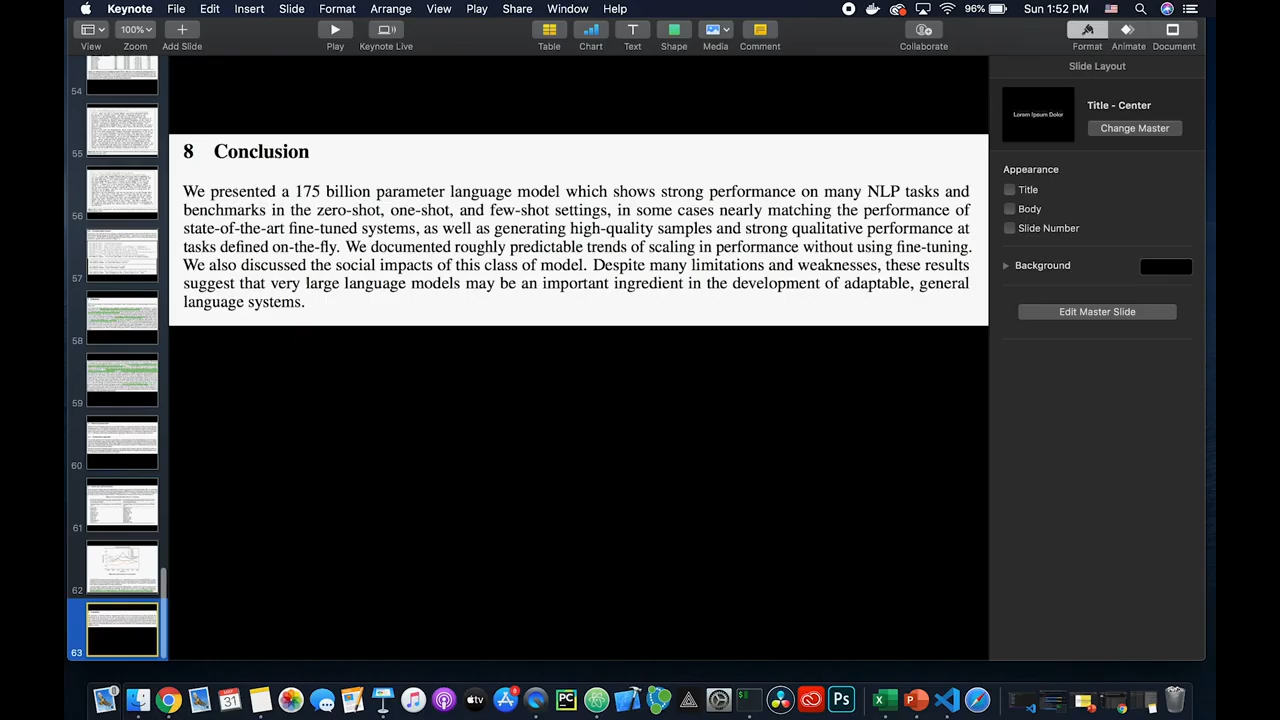 Keynote File Edit Insert Slide Format Arrange View Play Share Window Help 96% Sun 1:52 PM
100%
View Zoom Add Slide Play Keynote Live Table Chart Text Shape Media Comment Collaborate Format Animate Document
Slide Layout
Lorem Ipsum Dolor
Title - Center
Change Master
Appearance
Title
Body
Slide Number
Background
Edit Master Slide
54
55
56
57
58
59
60
61
62
63
8 Conclusion
We presented a 175 billion parameter language model which shows strong performance on many NLP tasks and
benchmarks in the zero-shot, one-shot, and few-shot settings, in some cases nearly matching the performance of
state-of-the-art fine-tuned systems, as well as generating high-quality samples and strong qualitative performance at
tasks defined on-the-fly. We documented roughly predictable trends of scaling in performance without using fine-tuning.
We also discussed the social impacts of this class of model. Despite many limitations and weaknesses, these results
suggest that very large language models may be an important ingredient in the development of adaptable, general
language systems.
31
PC
Ps